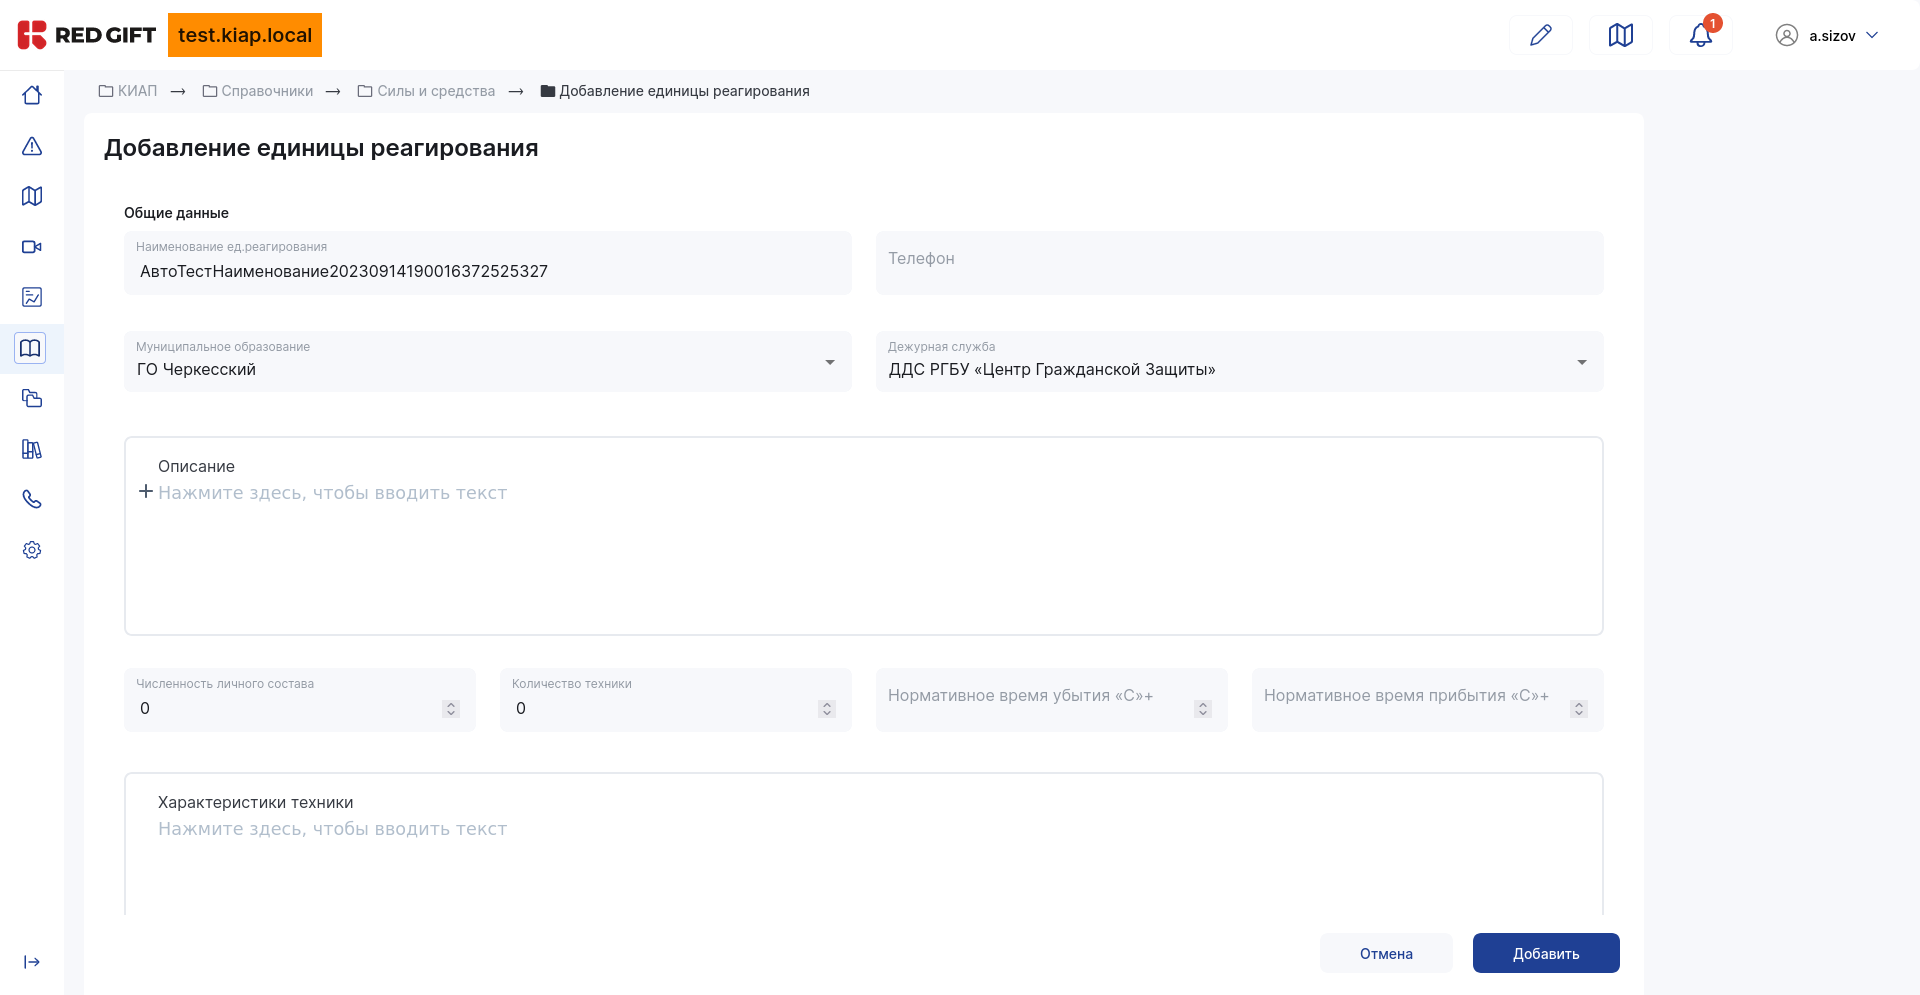 RED GIFT
test.kiap.local
1
a.sizov
КИАП → Справочники → Силы и средства → Добавление единицы реагирования
Добавление единицы реагирования
Общие данные
Наименование ед.реагирования
АвтоТестНаименование20230914190016372525327
Телефон
Муниципальное образование
ГО Черкесский
Дежурная служба
ДДС РГБУ «Центр Гражданской Защиты»
Описание
Нажмите здесь, чтобы вводить текст
Численность личного состава
0
Количество техники
0
Нормативное время убытия «С»+
Нормативное время прибытия «С»+
Характеристики техники
Нажмите здесь, чтобы вводить текст
Отмена
Добавить